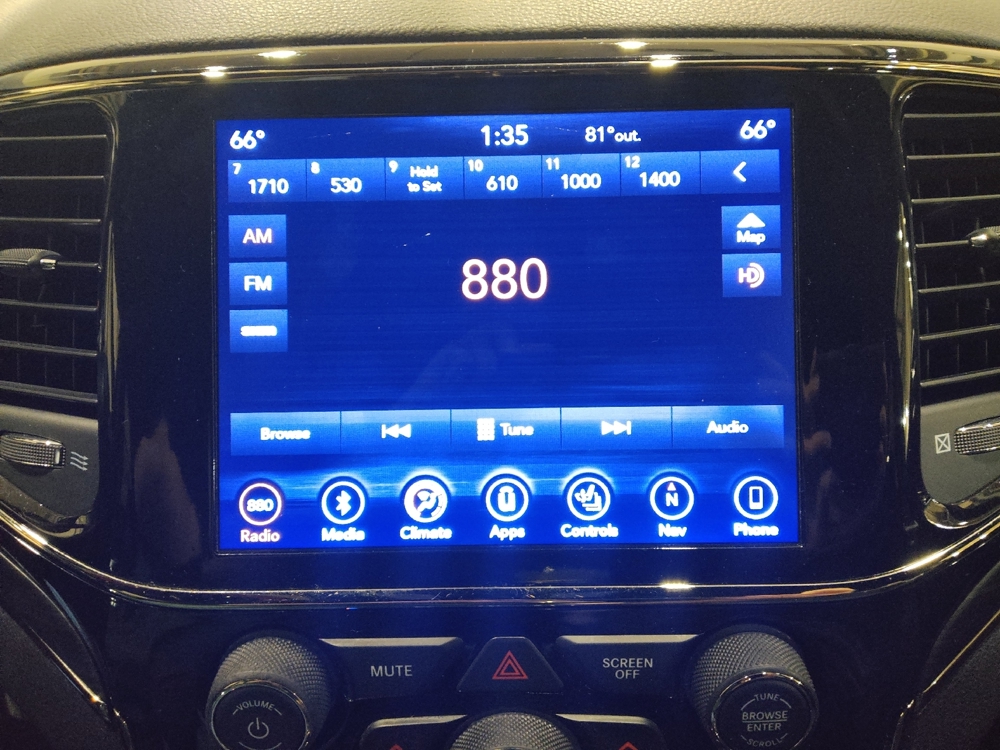 66° 1:35 81°out. 66°
7 1710 8 530 9 Hold to Set 10 610 11 1000 12 1400
AM
Map
FM
880
HD
Browse Tune Audio
880 N
Radio Media Climate Apps Controls Nav Phone
MUTE
SCREEN
OFF
VOLUME
TUNE
BROWSE
ENTER
SCROLL